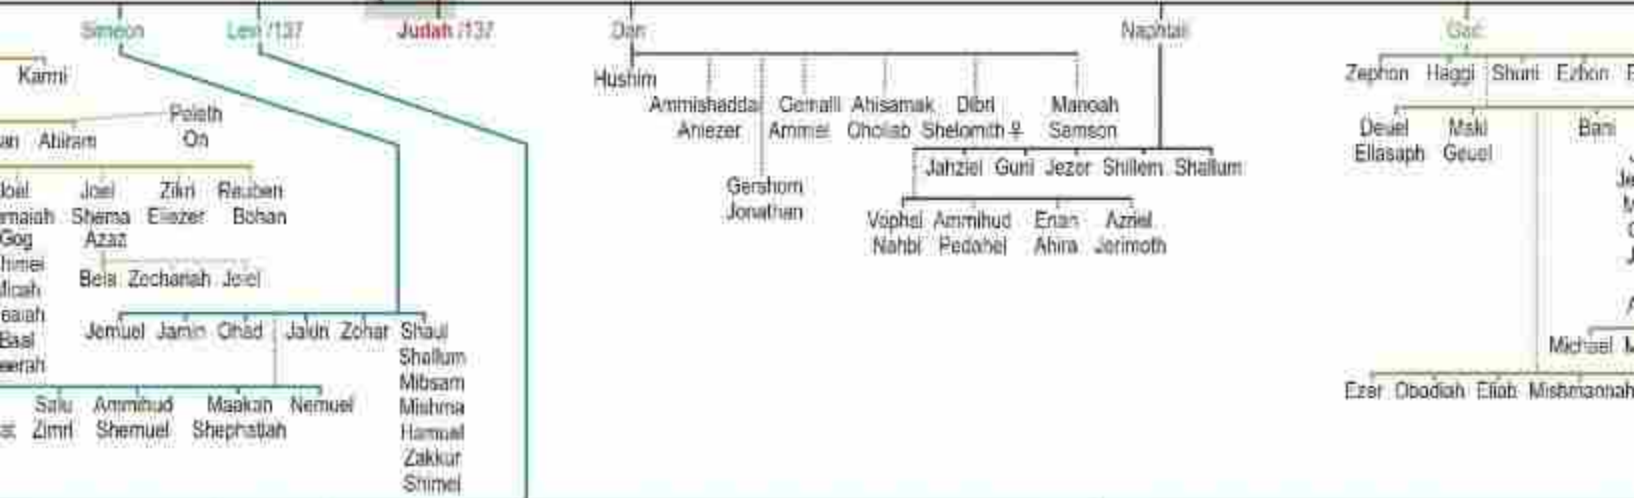 Simeon Levi /137 Judah /137 Dan Naphtali Gad
Karmi Hushim Zephon Haggi Shuni Ezbon
Peleth
On
Abiram
Ammishaddai Gemalli Ahisamak Dibri Manoah
Ahiezer Ammiel Oholiab Shelomith ♀ Samson
Deuel Maki Bani
Eliasaph Geuel
Jahziel Guni Jezer Shillem Shallum
Gershom
Jonathan
Joel Joel Zikri Reuben
Shema Eliezer Bohan
Gog Azaz
Vophsi Ammihud Enan Azriel
Nahbi Pedahel Ahira Jerimoth
Bela Zechariah Jeiel
Micah
Baal
Jemuel Jamin Ohad Jakin Zohar Shaul
Shallum
Mibsam
Mishma
Hamuel
Zakkur
Shimei
Michael
Ezer Obadiah Eliab Mishmannah
Salu Ammihud Maakah Nemuel
Zimri Shemuel Shephatiah